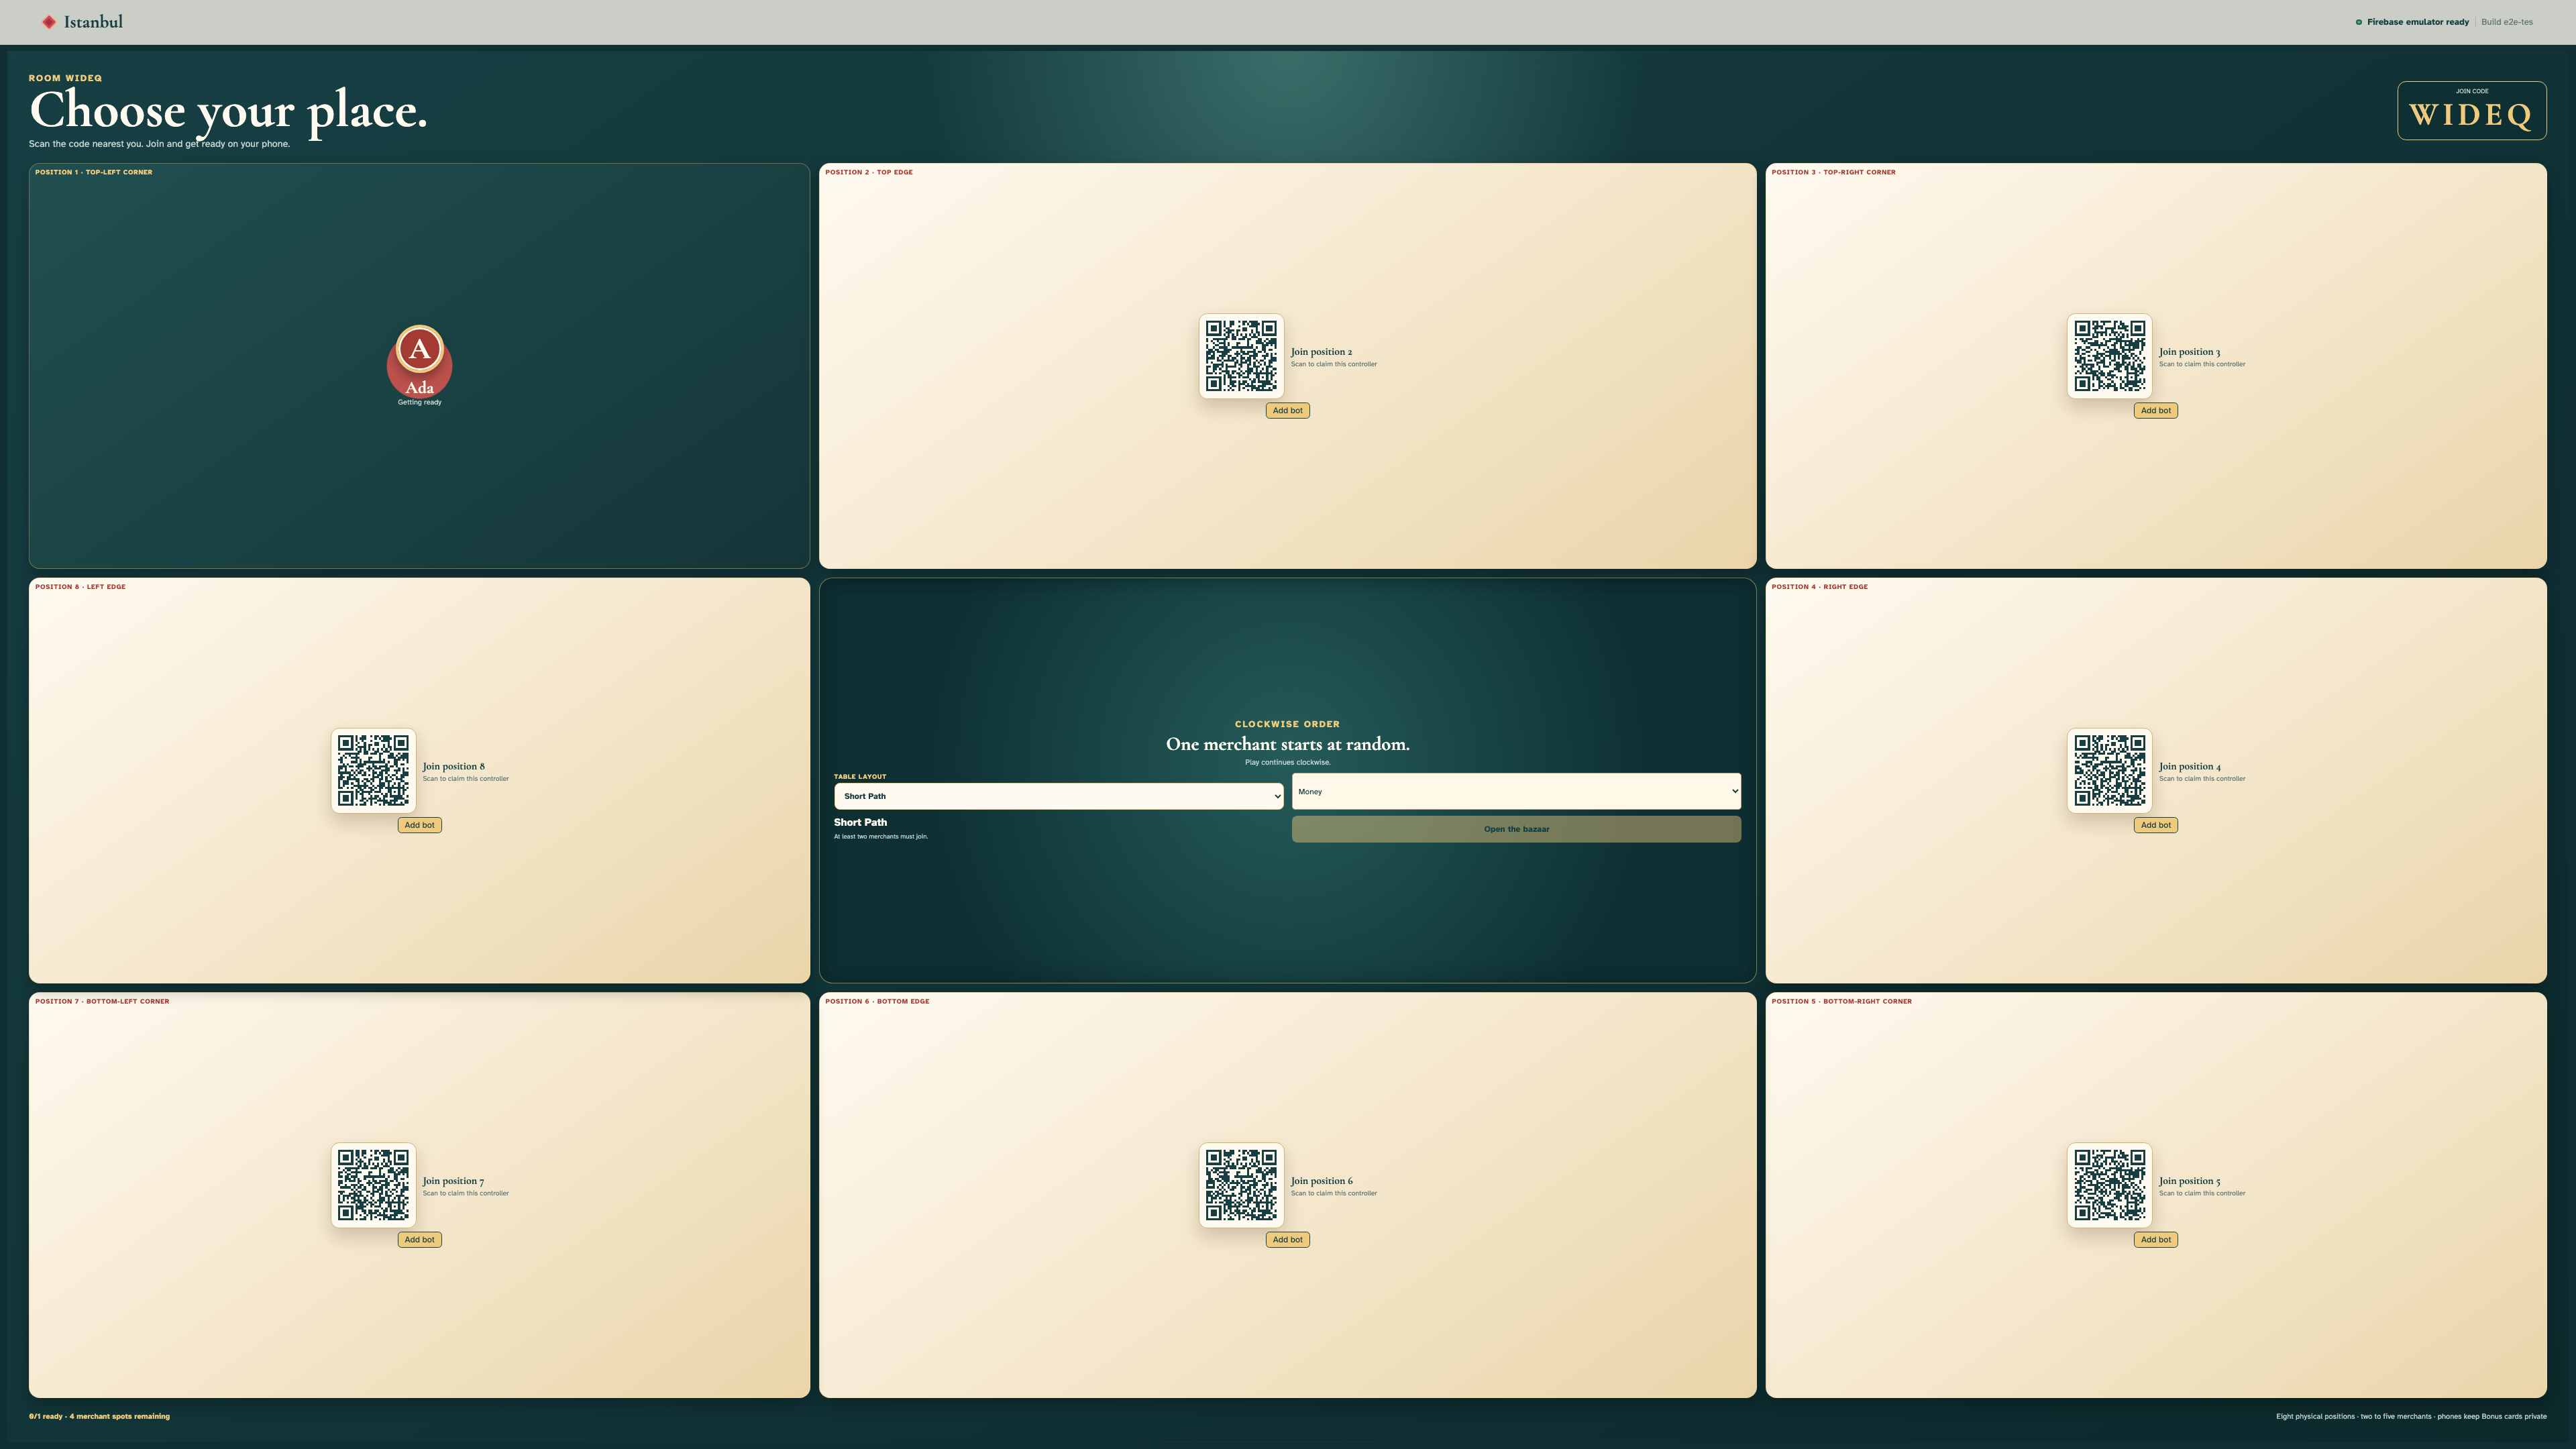 Istanbul
Firebase emulator ready
Build e2e-tes
ROOM WIDEQ
Choose your place.
Scan the code nearest you. Join and get ready on your phone.
JOIN CODE
WIDEQ
POSITION 1 - TOP-LEFT CORNER
A
Ada
Getting ready
POSITION 2 - TOP EDGE
Join position 2
Scan to claim this controller
Add bot
POSITION 3 - TOP-RIGHT CORNER
Join position 3
Scan to claim this controller
Add bot
POSITION 8 - LEFT EDGE
Join position 8
Scan to claim this controller
Add bot
CLOCKWISE ORDER
One merchant starts at random.
Play continues clockwise.
TABLE LAYOUT
Short Path
Money
Short Path
At least two merchants must join.
Open the bazaar
POSITION 4 - RIGHT EDGE
Join position 4
Scan to claim this controller
Add bot
POSITION 7 - BOTTOM-LEFT CORNER
Join position 7
Scan to claim this controller
Add bot
POSITION 6 - BOTTOM EDGE
Join position 6
Scan to claim this controller
Add bot
POSITION 5 - BOTTOM-RIGHT CORNER
Join position 5
Scan to claim this controller
Add bot
0/1 ready · 4 merchant spots remaining
Eight physical positions · two to five merchants · phones keep Bonus cards private